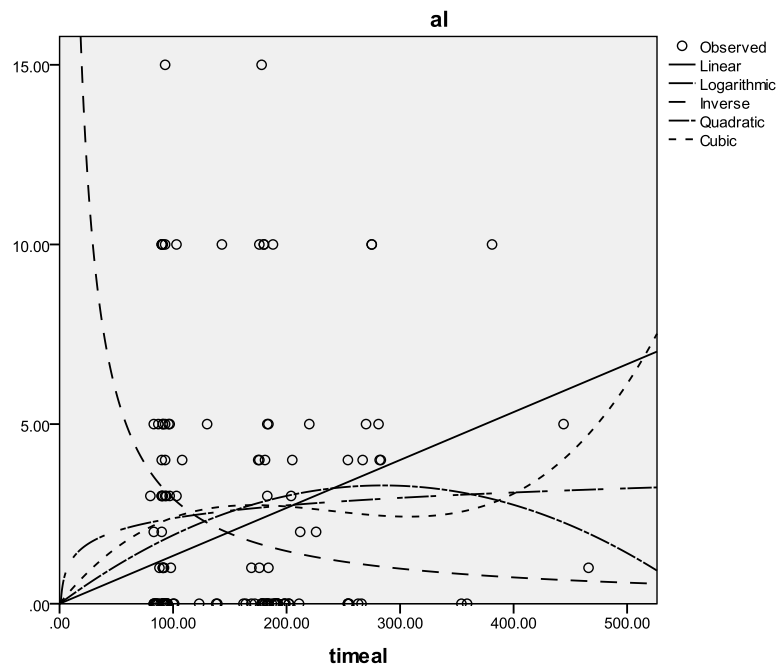 al
15.00
10.00
5.00
.00
.00
100.00
200.00
300.00
400.00
500.00
timeal
Observed
Linear
Logarithmic
Inverse
Quadratic
Cubic